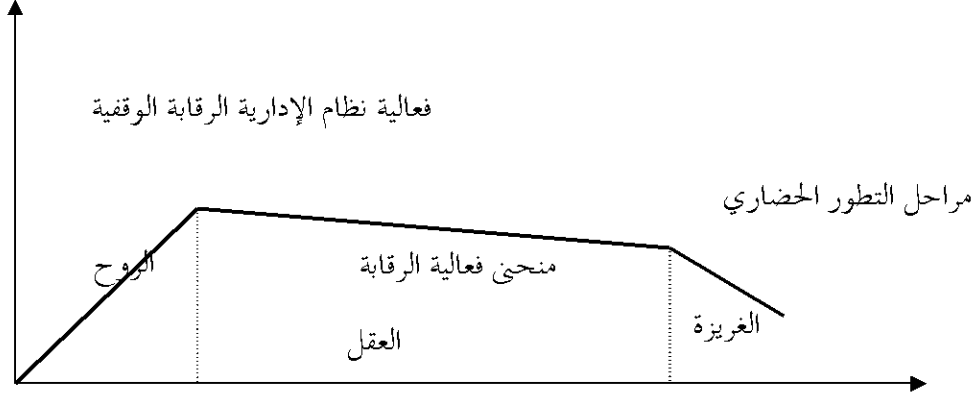 فعالية نظام الإدارية الرقابة الوقفية
مراحل التطور الحضاري
الروح
منحنى فعالية الرقابة
الغريزة
العقل